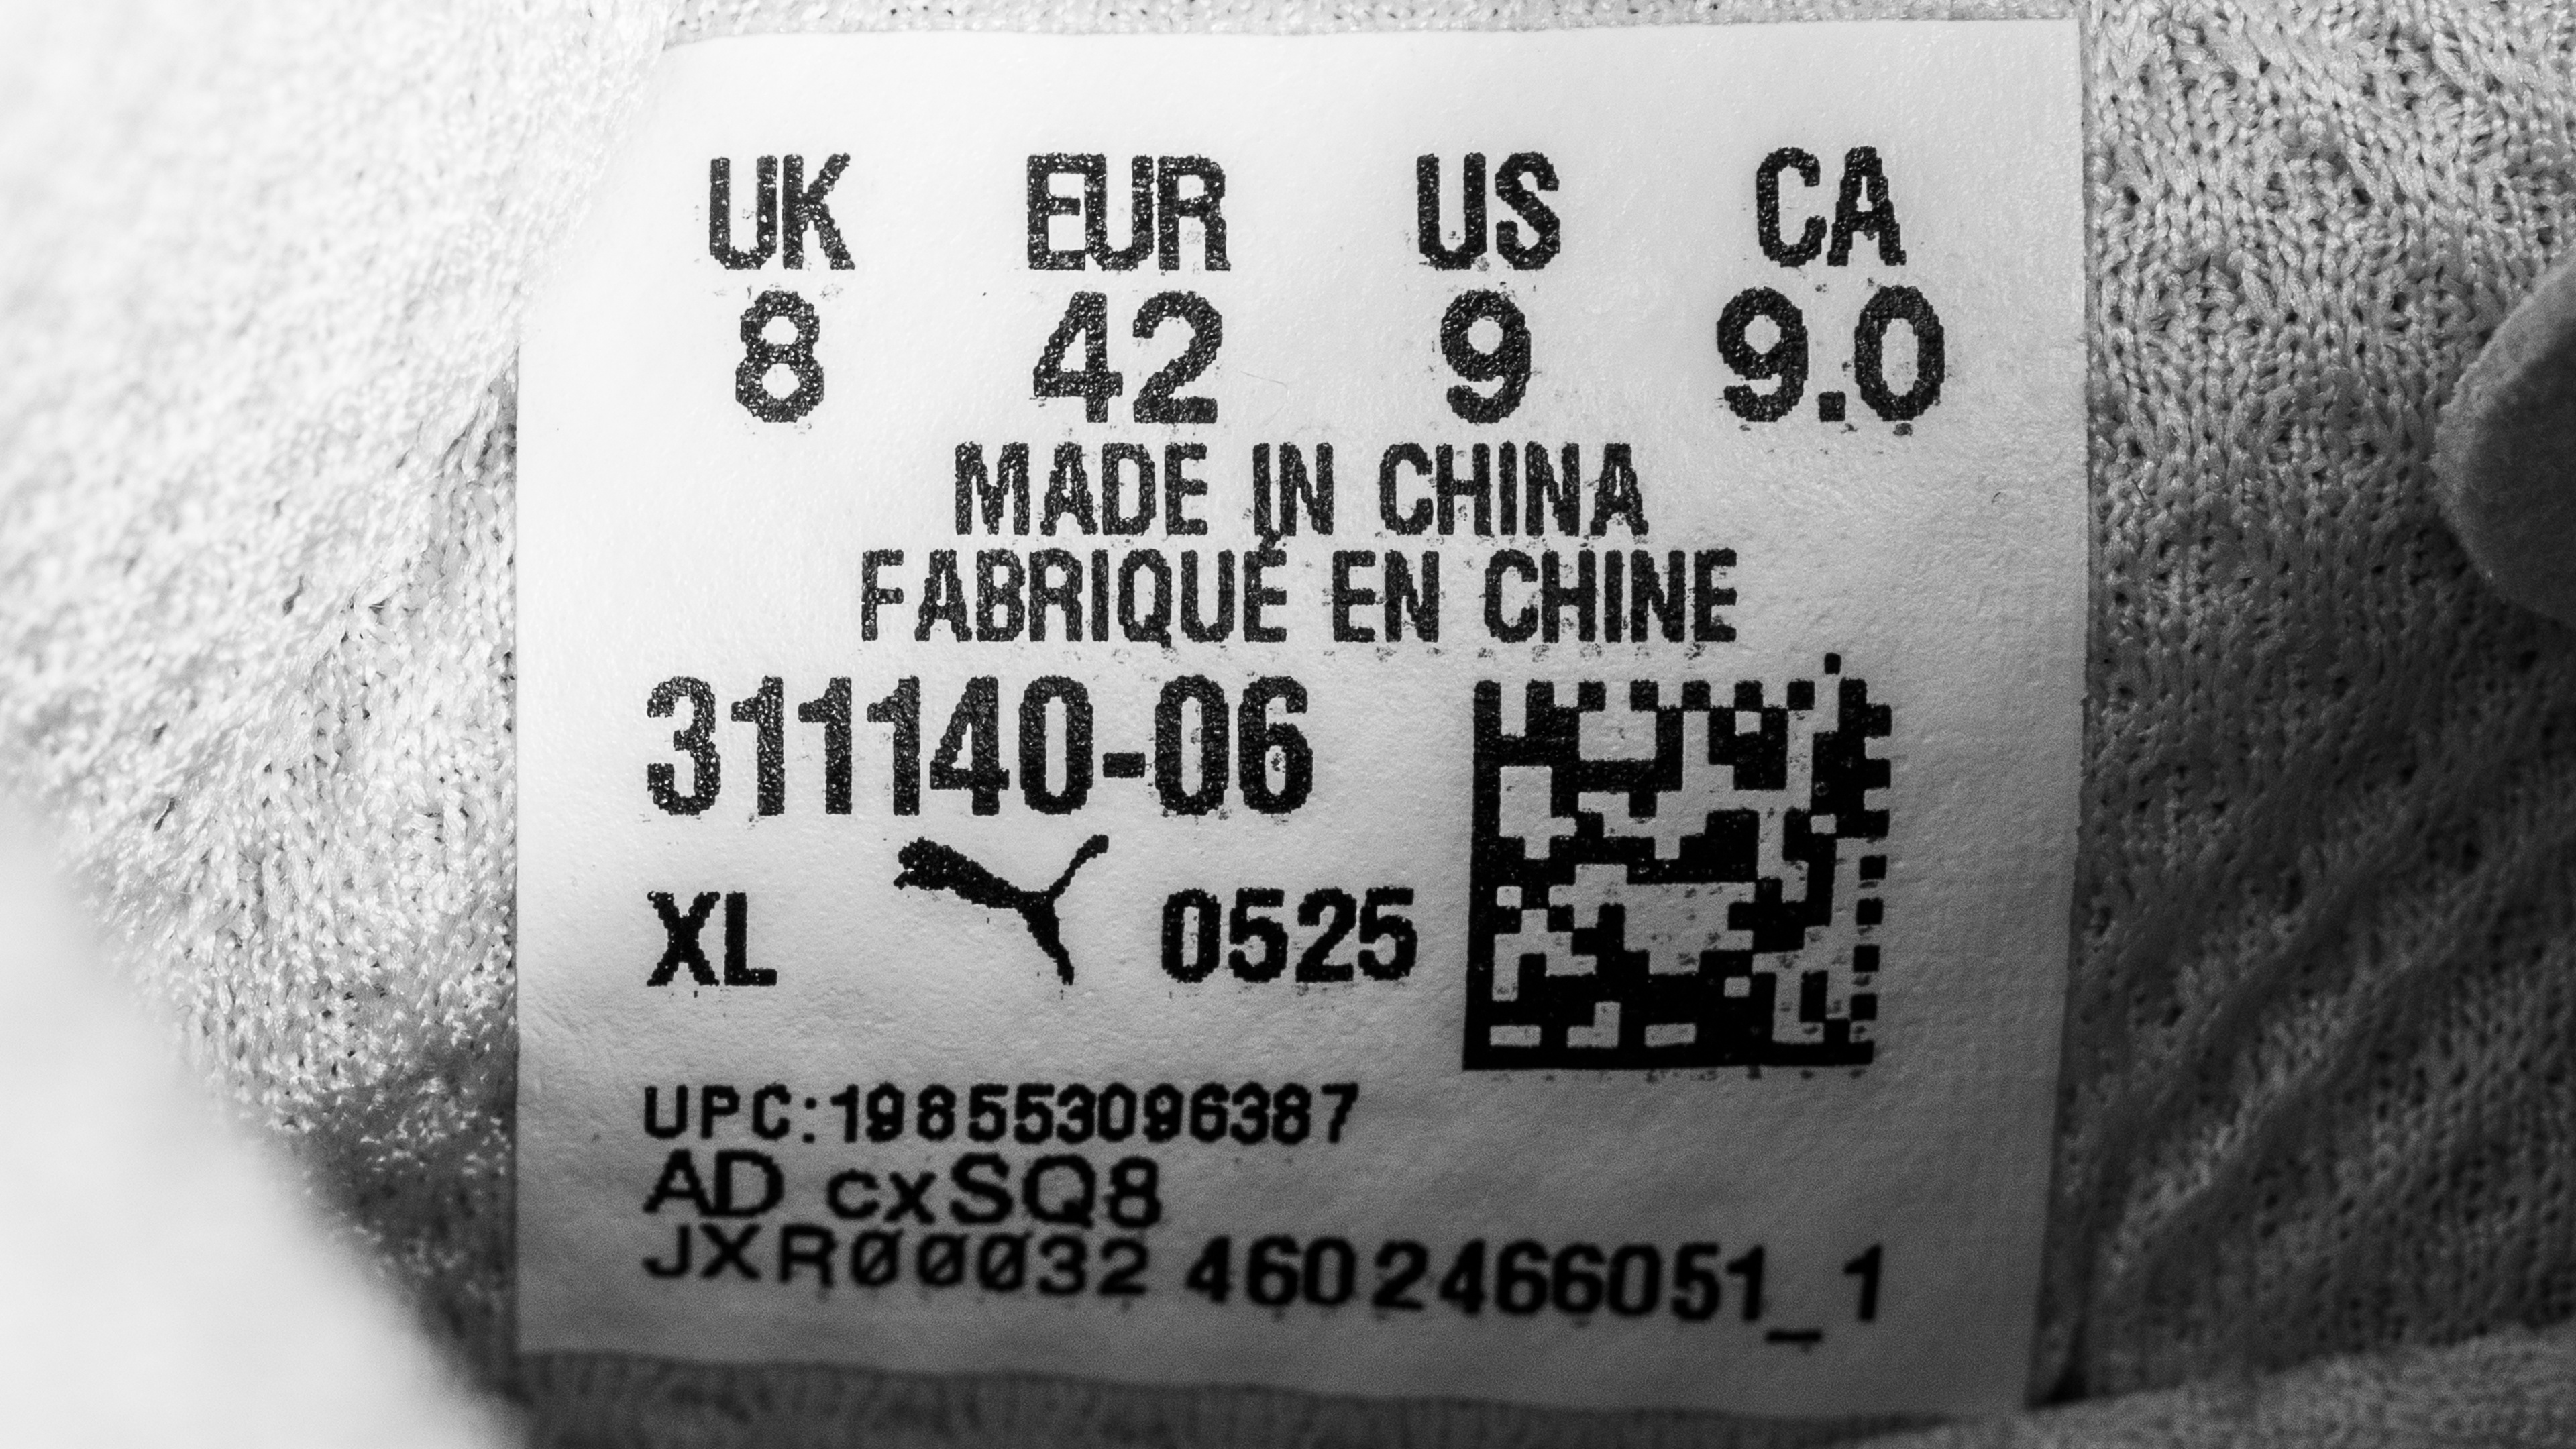 UK EUR US CA
8 42 9 9.0
MADE IN CHINA
FABRIQUÉ EN CHINE
311140-06
XL 0525
UPC:198553096387
AD cxSQ8
JXR00032 4602466051_1